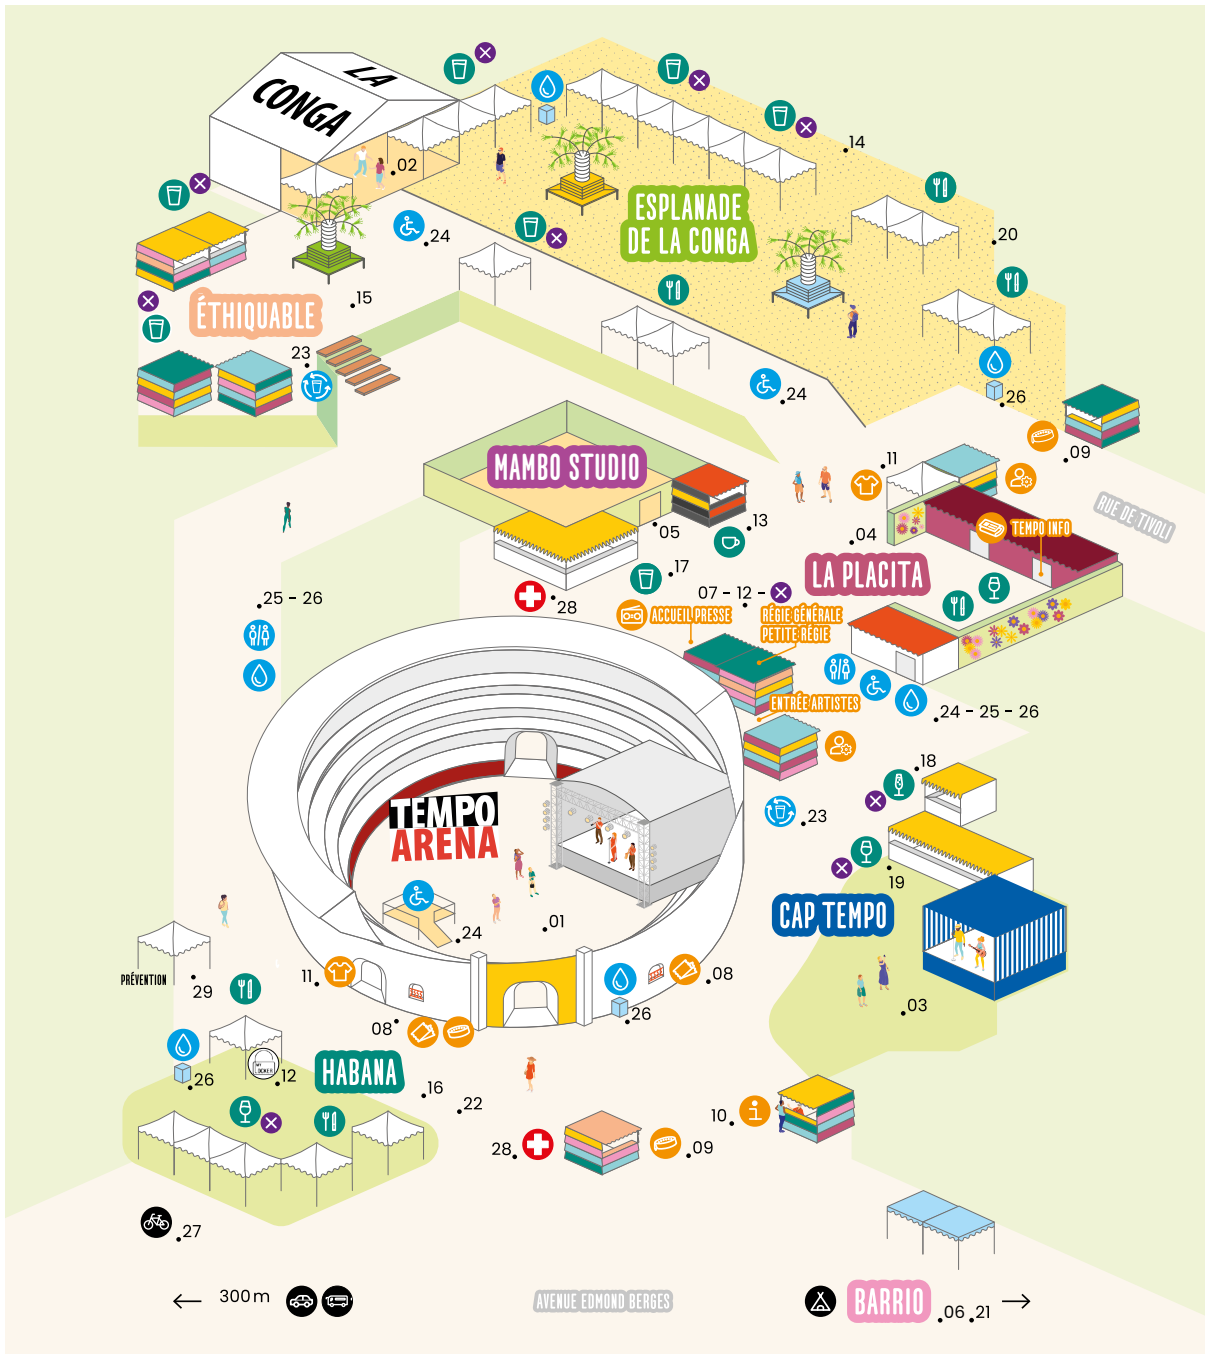 LA
CONGA
.02
.14
ESPLANADE
DE LA CONGA
.24
.20
ÉTHIQUABLE
.15
23
.24
.26
.09
.11
MAMBO STUDIO
.05
.13
.04
TEMPO INFO
RUE DE TIVOLI
LA PLACITA
.17
.28
07 - 12 -
ACCUEIL PRESSE
RÉGIE GÉNÉRALE
PETITE RÉGIE
.25 - 26
ENTRÉE ARTISTES
.24 - 25 - 26
.18
.23
TEMPO
ARENA
19
CAP TEMPO
.24
.01
PRÉVENTION
.29
11.
.08
.03
.26
08
.26
MY
LOCKER
.12
HABANA
.16
.22
10.
28.
.09
.27
300 m
AVENUE EDMOND BERGES
BARRIO
.06 .21